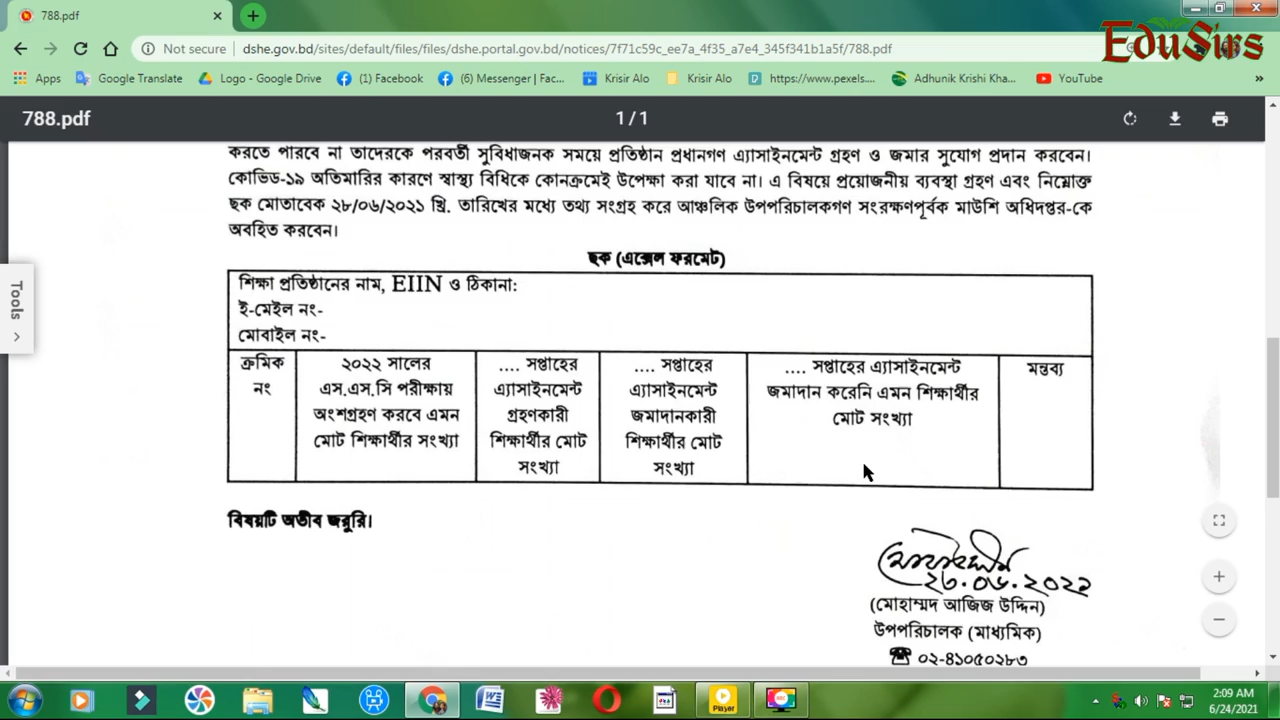 788.pdf
EduSirs
Not secure | dshe.gov.bd/sites/default/files/files/dshe.portal.gov.bd/notices/7f71c59c_ee7a_4f35_a7e4_345f341b1a5f/788.pdf
Apps Google Translate Logo - Google Drive (1) Facebook (6) Messenger | Fac... Krisir Alo Krisir Alo https://www.pexels.... Adhunik Krishi Kha... YouTube »
788.pdf 1 / 1
করতে পারবে না তাদেরকে পরবর্তী সুবিধাজনক সময়ে প্রতিষ্ঠান প্রধানগণ এ্যাসাইনমেন্ট গ্রহণ ও জমার সুযোগ প্রদান করবেন।
কোভিড-১৯ অতিমারির কারণে স্বাস্থ্য বিধিকে কোনক্রমেই উপেক্ষা করা যাবে না। এ বিষয়ে প্রয়োজনীয় ব্যবস্থা গ্রহণ এবং নিম্নোক্ত
ছক মোতাবেক ২৮/০৬/২০২১ খ্রি. তারিখের মধ্যে তথ্য সংগ্রহ করে আঞ্চলিক উপপরিচালকগণ সংরক্ষণপূর্বক মাউশি অধিদপ্তর-কে
অবহিত করবেন।
ছক (এক্সেল ফরমেট)
শিক্ষা প্রতিষ্ঠানের নাম, EIIN ও ঠিকানা:
ই-মেইল নং-
মোবাইল নং-
ক্রমিক
নং
২০২২ সালের
এস.এস.সি পরীক্ষায়
অংশগ্রহণ করবে এমন
মোট শিক্ষার্থীর সংখ্যা
.... সপ্তাহের
এ্যাসাইনমেন্ট
গ্রহণকারী
শিক্ষার্থীর মোট
সংখ্যা
.... সপ্তাহের
এ্যাসাইনমেন্ট
জমাদানকারী
শিক্ষার্থীর মোট
সংখ্যা
.... সপ্তাহের এ্যাসাইনমেন্ট
জমাদান করেনি এমন শিক্ষার্থীর
মোট সংখ্যা
মন্তব্য
বিষয়টি অতীব জরুরি।
২৩.০৬.২০২১
(মোহাম্মদ আজিজ উদ্দিন)
উপপরিচালক (মাধ্যমিক)
☎ ০২-৪১০৫০২৮৩
Tools
Player
2:09 AM
6/24/2021